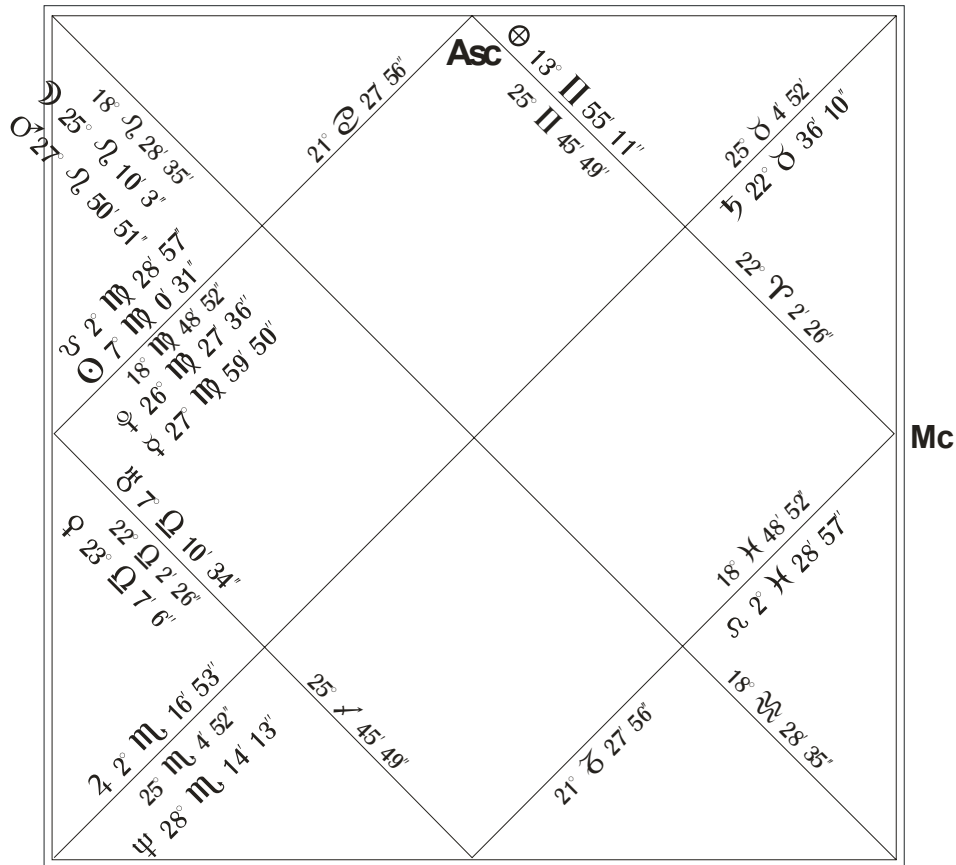 Asc
⊗ 13° ♊ 55' 11"
25° ♊ 45' 49"
21° ♋ 27' 56"
18° ♌ 28' 35"
☽ 25° ♌ 10' 3"
♂ 27° ♌ 50' 51"
25° ♉ 4' 52'
♄ 22° ♉ 36' 10"
22° ♈ 2' 26"
☋ 2° ♍ 28' 57"
☉ 7° ♍ 0' 31"
18° ♍ 48' 52"
⯓ 26° ♍ 27' 36"
☿ 27° ♍ 59' 50"
Mc
♅ 7° ♎ 10' 34"
22° ♎ 2' 26"
♀ 23° ♎ 7' 6"
18° ♓ 48' 52"
☊ 2° ♓ 28' 57"
♃ 2° ♏ 16' 53"
25° ♏ 4' 52"
♆ 28° ♏ 14' 13"
25° ♐ 45' 49"
21° ♑ 27' 56"
18° ♒ 28' 35"